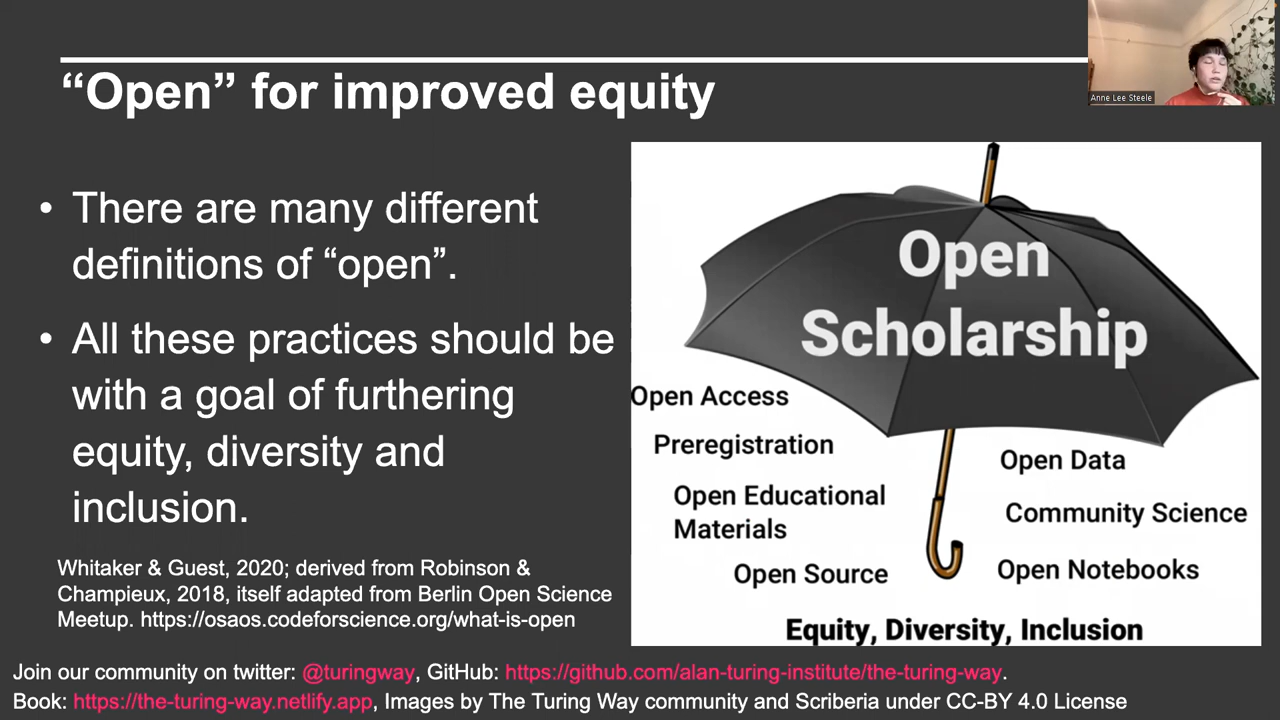 “Open” for improved equity
Anne Lee Steele
• There are many different
definitions of “open”.
• All these practices should be
with a goal of furthering
equity, diversity and
inclusion.
Whitaker & Guest, 2020; derived from Robinson &
Champieux, 2018, itself adapted from Berlin Open Science
Meetup. https://osaos.codeforscience.org/what-is-open
Open
Scholarship
Open Access
Preregistration
Open Educational
Materials
Open Source
Open Data
Community Science
Open Notebooks
Equity, Diversity, Inclusion
Join our community on twitter: @turingway, GitHub: https://github.com/alan-turing-institute/the-turing-way.
Book: https://the-turing-way.netlify.app, Images by The Turing Way community and Scriberia under CC-BY 4.0 License